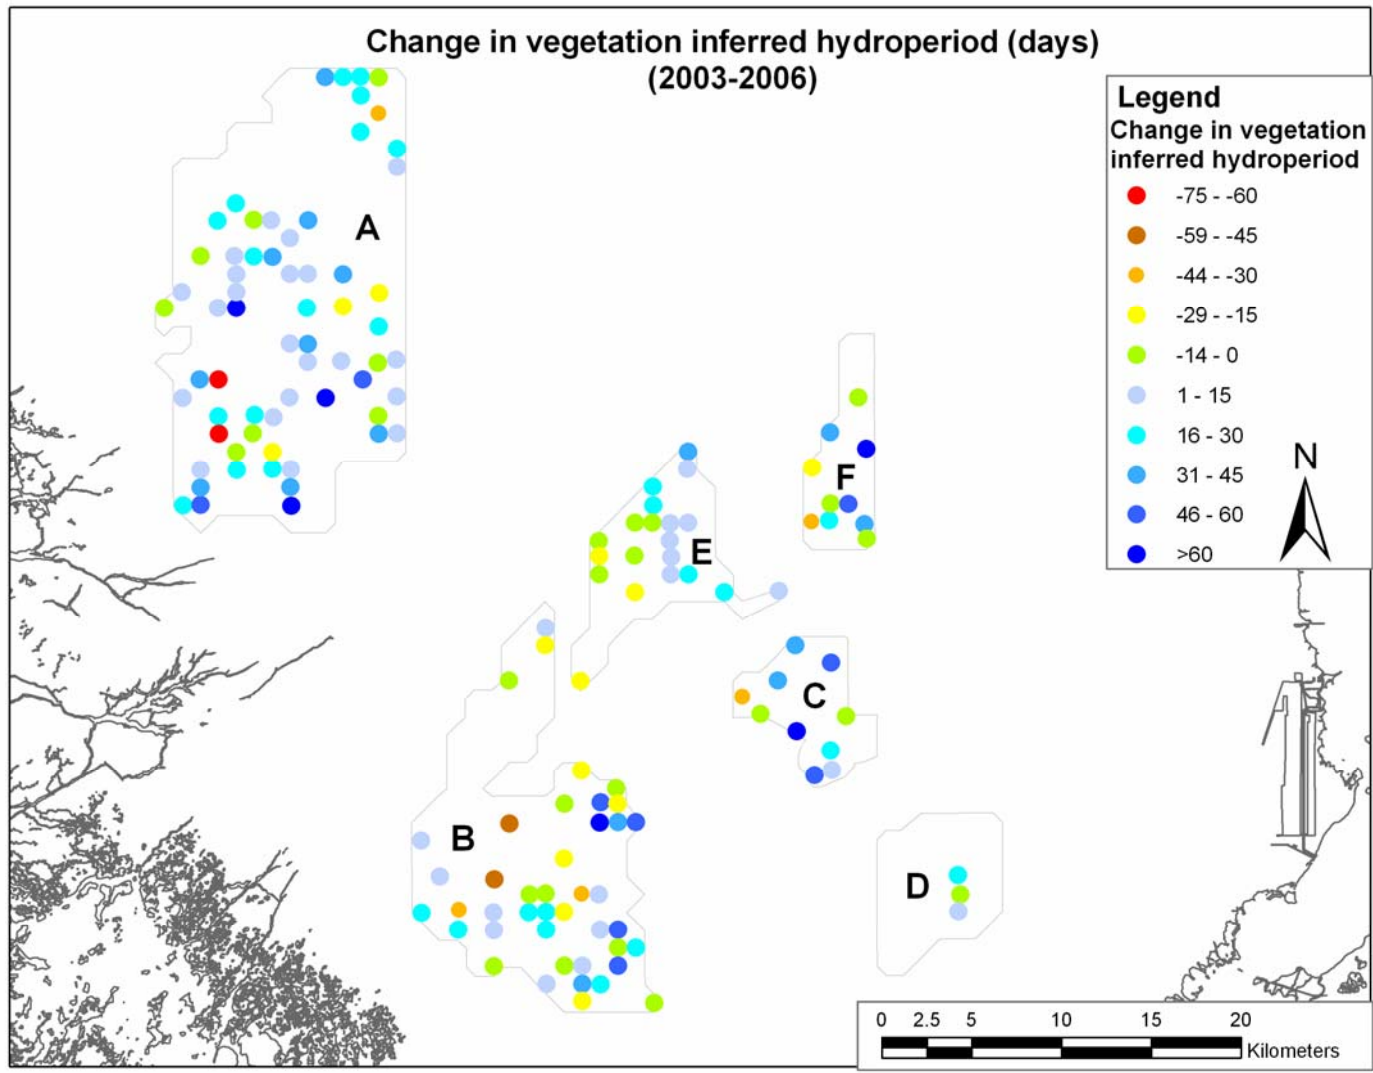 Change in vegetation inferred hydroperiod (days)
(2003-2006)
Legend
Change in vegetation
inferred hydroperiod
-75 - -60
-59 - -45
-44 - -30
-29 - -15
-14 - 0
1 - 15
16 - 30
31 - 45
46 - 60
>60
N
A
F
E
C
B
D
0 2.5 5 10 15 20
Kilometers